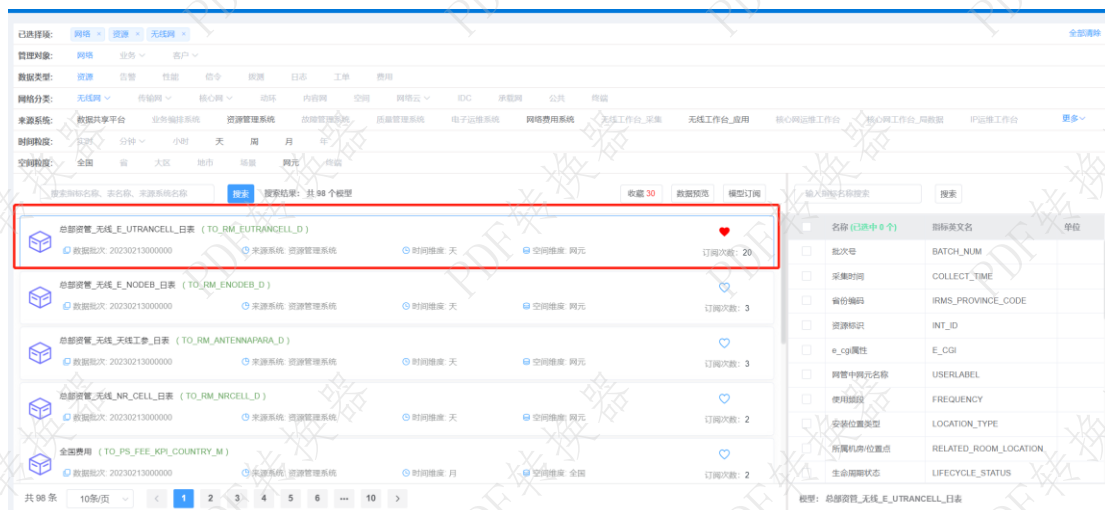 已选择项: 网络 × 资源 × 无线网 × 全部清除
管理对象: 网络 业务 客户
数据类型: 资源 告警 性能 信令 拨测 日志 工单 费用
网络分类: 无线网 传输网 核心网 动环 内容网 空间 网络云 IDC 承载网 公共 终端
来源系统: 数据共享平台 业务编排系统 资源管理系统 故障管理系统 质量管理系统 电子运维系统 网络费用系统 无线工作台_采集 无线工作台_应用 核心网运维工作台 核心网工作台_局数据 IP运维工作台 更多
时间粒度: 实时 分钟 小时 天 周 月 年
空间粒度: 全国 省 大区 地市 场景 网元 终端
搜索指标名称、表名称、来源系统名称 搜索 搜索结果: 共 98 个模型 收藏 30 数据预览 模型订阅
总部资管_无线_E_UTRANCELL_日表 ( TO_RM_EUTRANCELL_D )
数据批次: 20230213000000 来源系统: 资源管理系统 时间维度: 天 空间维度: 网元 订阅次数: 20
总部资管_无线_E_NODEB_日表 ( TO_RM_ENODEB_D )
数据批次: 20230213000000 来源系统: 资源管理系统 时间维度: 天 空间维度: 网元 订阅次数: 3
总部资管_无线_天线工参_日表 ( TO_RM_ANTENNAPARA_D )
数据批次: 20230213000000 来源系统: 资源管理系统 时间维度: 天 空间维度: 网元 订阅次数: 3
总部资管_无线_NR_CELL_日表 ( TO_RM_NRCELL_D )
数据批次: 20230213000000 来源系统: 资源管理系统 时间维度: 天 空间维度: 网元 订阅次数: 2
全国费用 ( TO_PS_FEE_KPI_COUNTRY_M )
数据批次: 20230213000000 来源系统: 资源管理系统 时间维度: 月 空间维度: 全国 订阅次数: 2
共 98 条 10条/页 < 1 2 3 4 5 6 ··· 10 >
输入指标名称搜索 搜索
名称 (已选中 0 个) 指标英文名 单位
批次号 BATCH_NUM
采集时间 COLLECT_TIME
省份编码 IRMS_PROVINCE_CODE
资源标识 INT_ID
e_cgi属性 E_CGI
网管中网元名称 USERLABEL
使用频段 FREQUENCY
安装位置类型 LOCATION_TYPE
所属机房/位置点 RELATED_ROOM_LOCATION_
生命周期状态 LIFECYCLE_STATUS
模型: 总部资管_无线_E_UTRANCELL_日表
PDF转换器